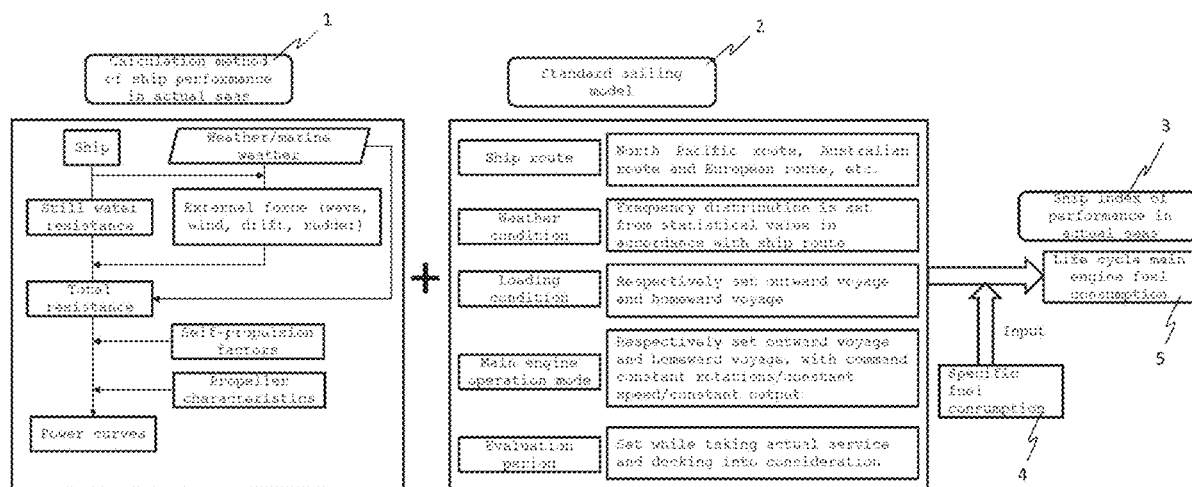 1
Calculation method
of ship performance
in actual seas
2
Standard sailing
model
3
Ship index of
performance in
actual seas
Ship
Weather/marine
weather
Still water
resistance
External force (wave,
wind, drift, rudder)
Total
resistance
Self-propulsion
factors
Propeller
characteristics
Power curves
+
Ship route
North Pacific route, Australian
route and European route, etc.
Weather
condition
Frequency distribution is set
from statistical value in
accordance with ship route
Loading
condition
Respectively set outward voyage
and homeward voyage
Main engine
operation mode
Respectively set outward voyage
and homeward voyage, with command
constant rotations/constant
speed/constant output
Evaluation
period
Set while taking actual service
and docking into consideration
Life cycle main
engine fuel
consumption
5
Input
Specific
fuel
consumption
4